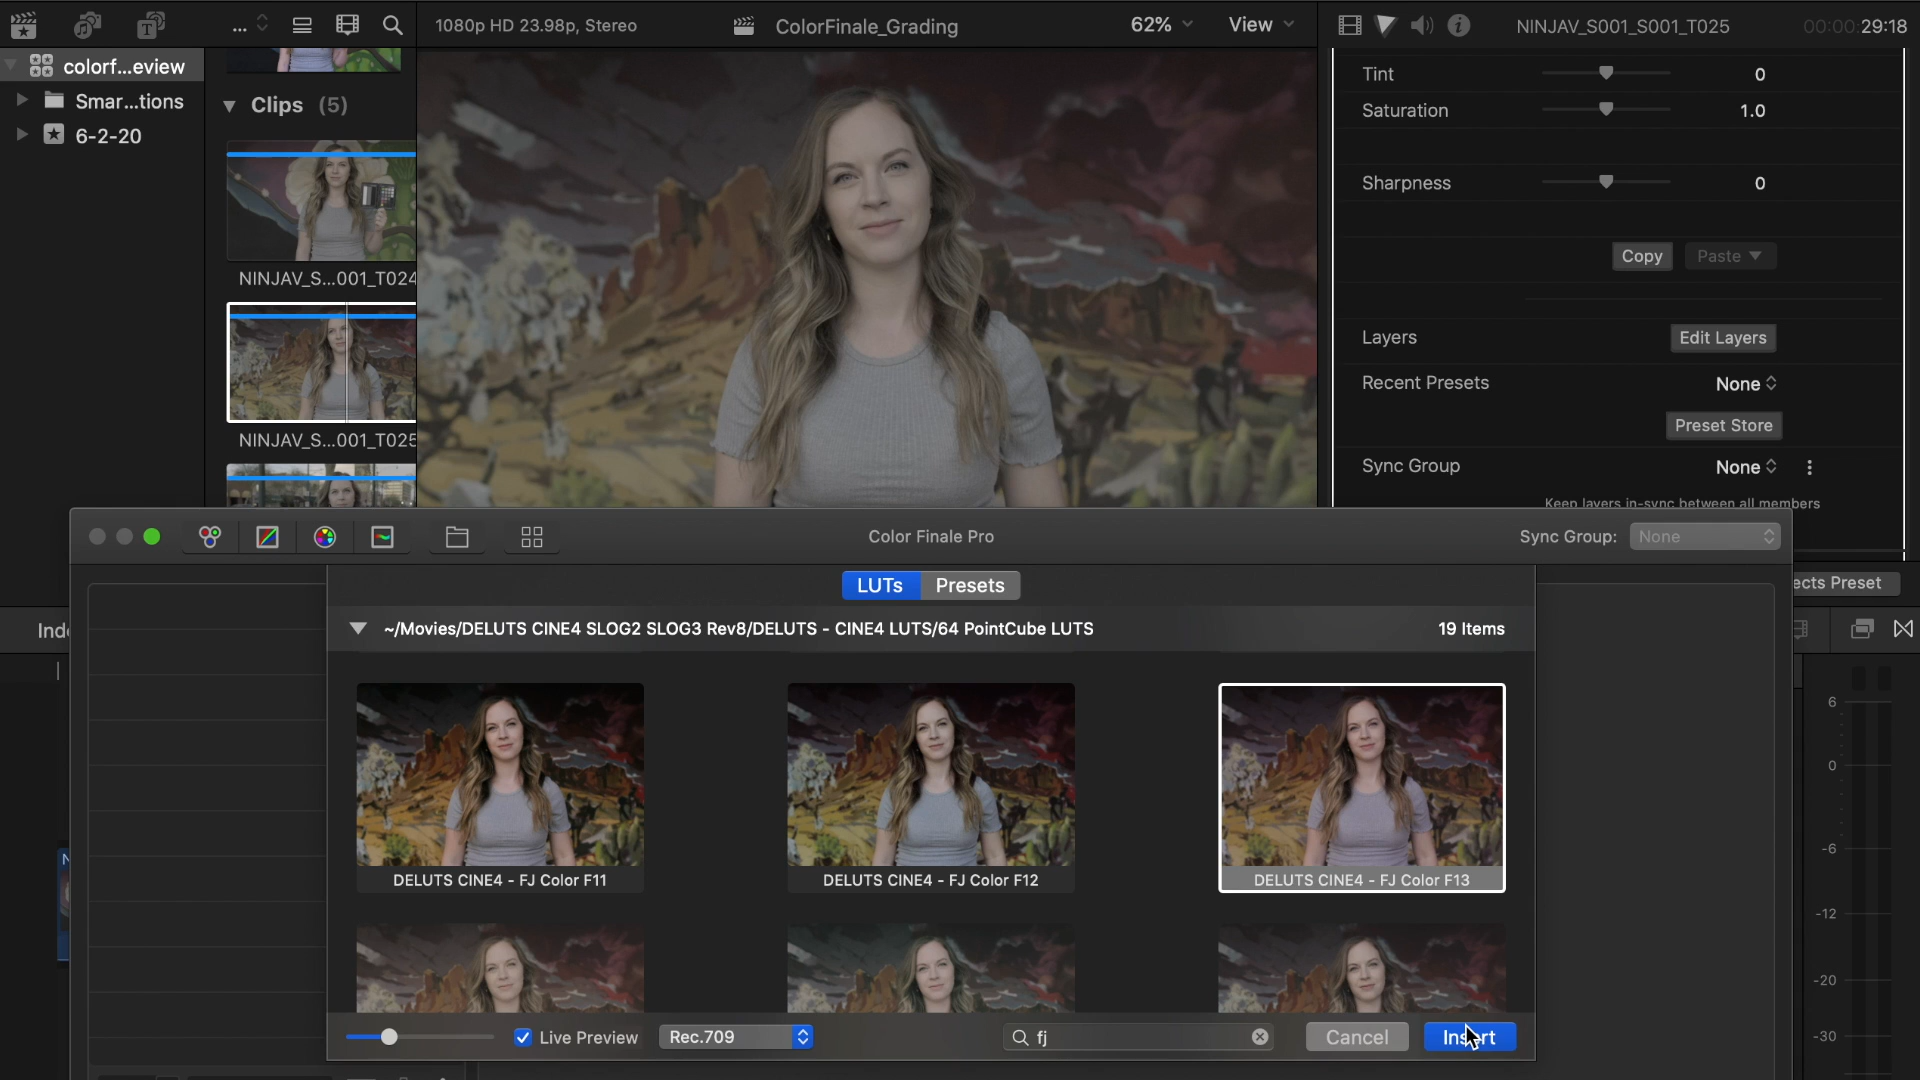 ...
1080p HD 23.98p, Stereo
ColorFinale_Grading
62%
View
NINJAV_S001_S001_T025
00:00:29:18
colorf...eview
Smar...tions
6-2-20
Clips (5)
NINJAV_S...001_T024
NINJAV_S...001_T025
Tint
0
Saturation
1.0
Sharpness
0
Copy
Paste
Layers
Edit Layers
Recent Presets
None
Preset Store
Sync Group
None
Keep layers in-sync between all members
ects Preset
Color Finale Pro
Sync Group:
None
LUTs
Presets
Inde
~/Movies/DELUTS CINE4 SLOG2 SLOG3 Rev8/DELUTS - CINE4 LUTS/64 PointCube LUTS
19 Items
DELUTS CINE4 - FJ Color F11
DELUTS CINE4 - FJ Color F12
DELUTS CINE4 - FJ Color F13
N
6
0
-6
-12
-20
-30
Live Preview
Rec.709
fj
Cancel
Insert